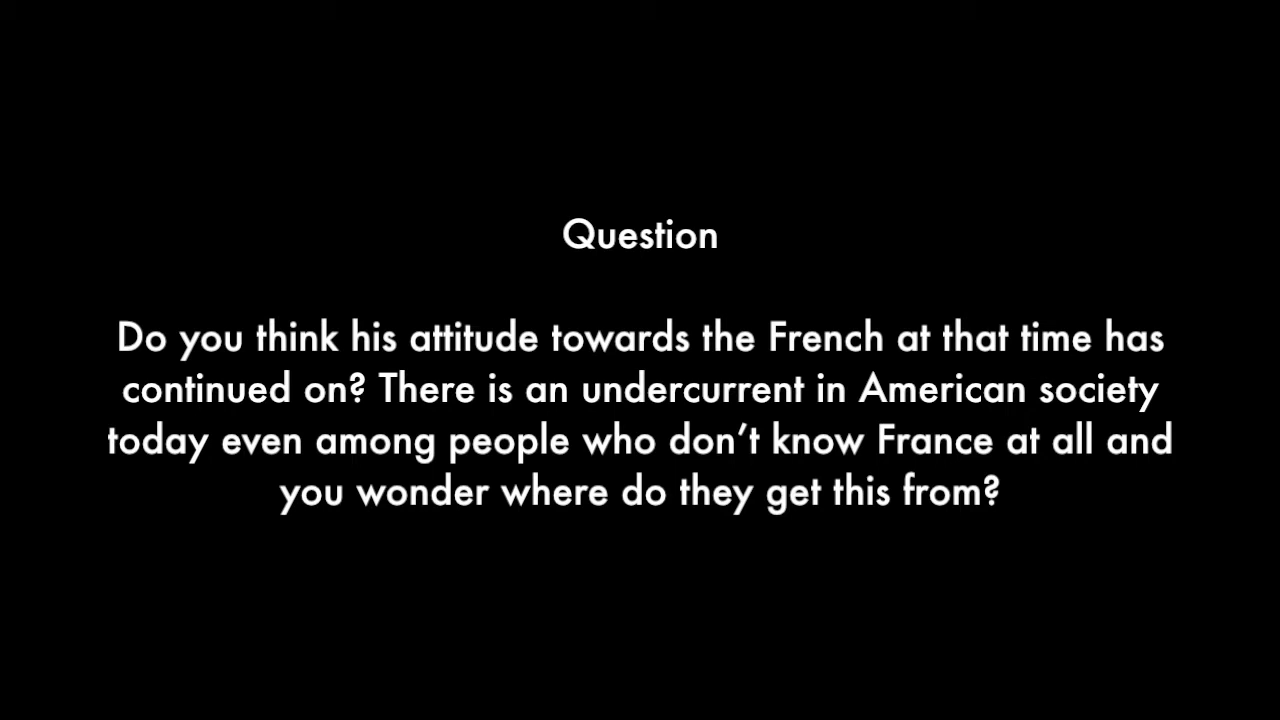 Question
Do you think his attitude towards the French at that time has
continued on? There is an undercurrent in American society
today even among people who don’t know France at all and
you wonder where do they get this from?